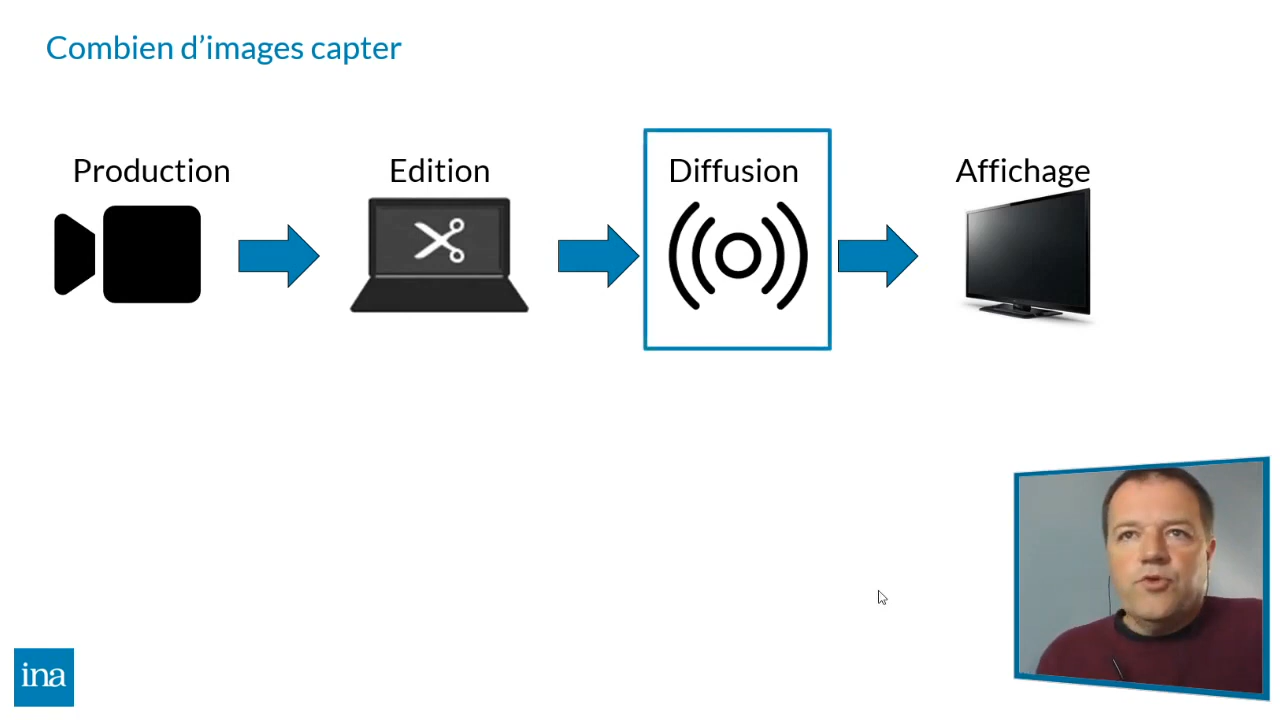 Combien d’images capter
Production
Edition
Diffusion
Affichage
ina